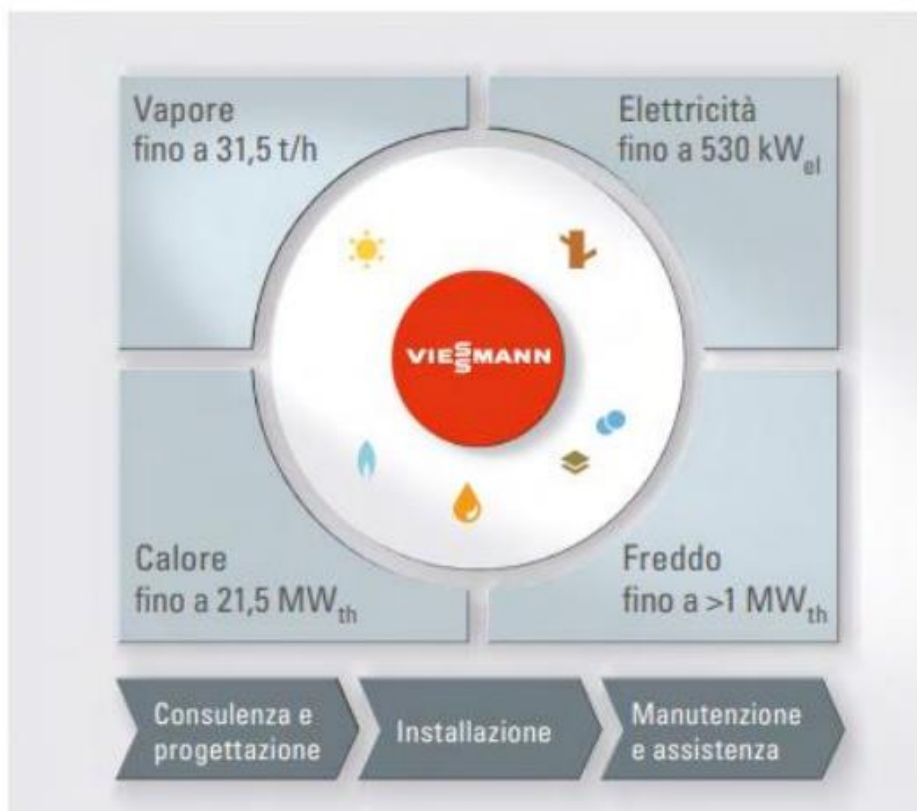 Vapore
fino a 31,5 t/h
Elettricità
fino a 530 kWel
VIESSMANN
Calore
fino a 21,5 MWth
Freddo
fino a >1 MWth
Consulenza e
progettazione
Installazione
Manutenzione
e assistenza